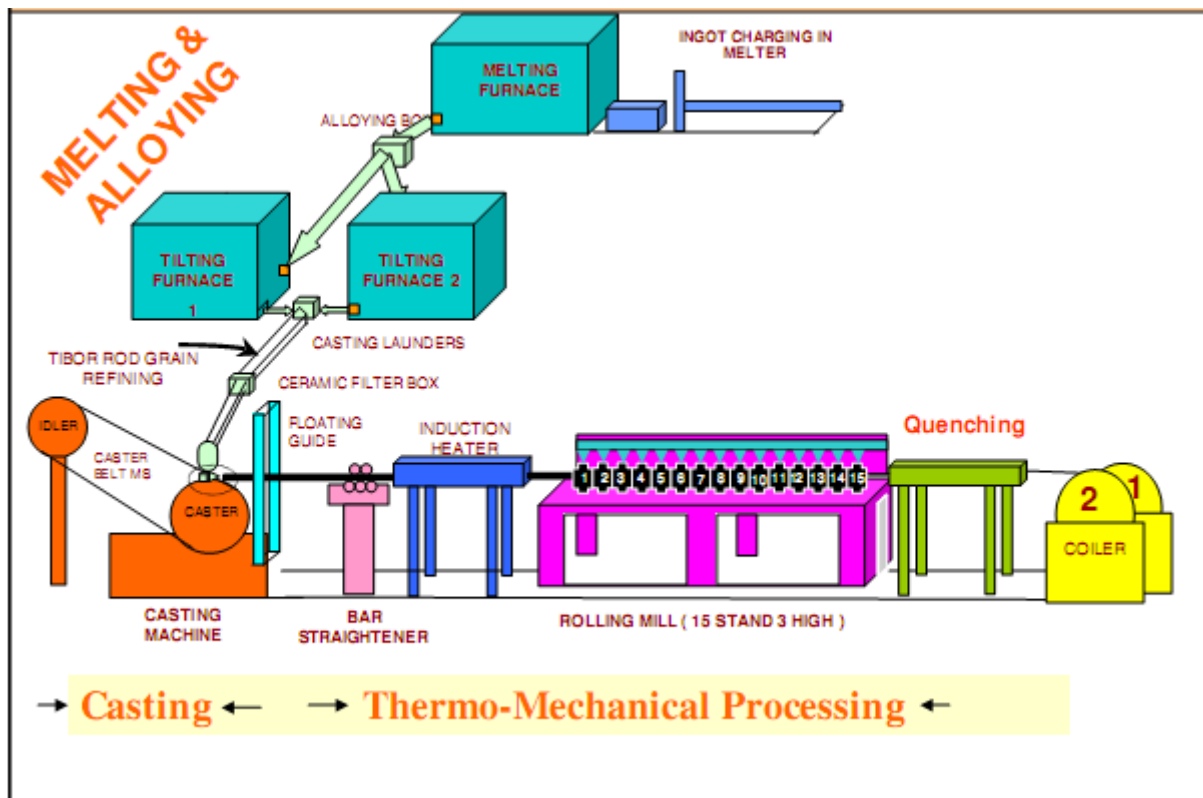 MELTING &
ALLOYING
MELTING
FURNACE
INGOT CHARGING IN
MELTER
ALLOYING BO
TILTING
FURNACE
1
TILTING
FURNACE 2
CASTING LAUNDERS
TIBOR ROD GRAIN
REFINING
CERAMIC FILTER BOX
IDLER
CASTER
BELT MS
FLOATING
GUIDE
INDUCTION
HEATER
Quenching
1 2 3 4 5 6 7 8 9 10 11 12 13 14 15
CASTER
2 1
COILER
CASTING
MACHINE
BAR
STRAIGHTENER
ROLLING MILL ( 15 STAND 3 HIGH )
Casting
Thermo-Mechanical Processing